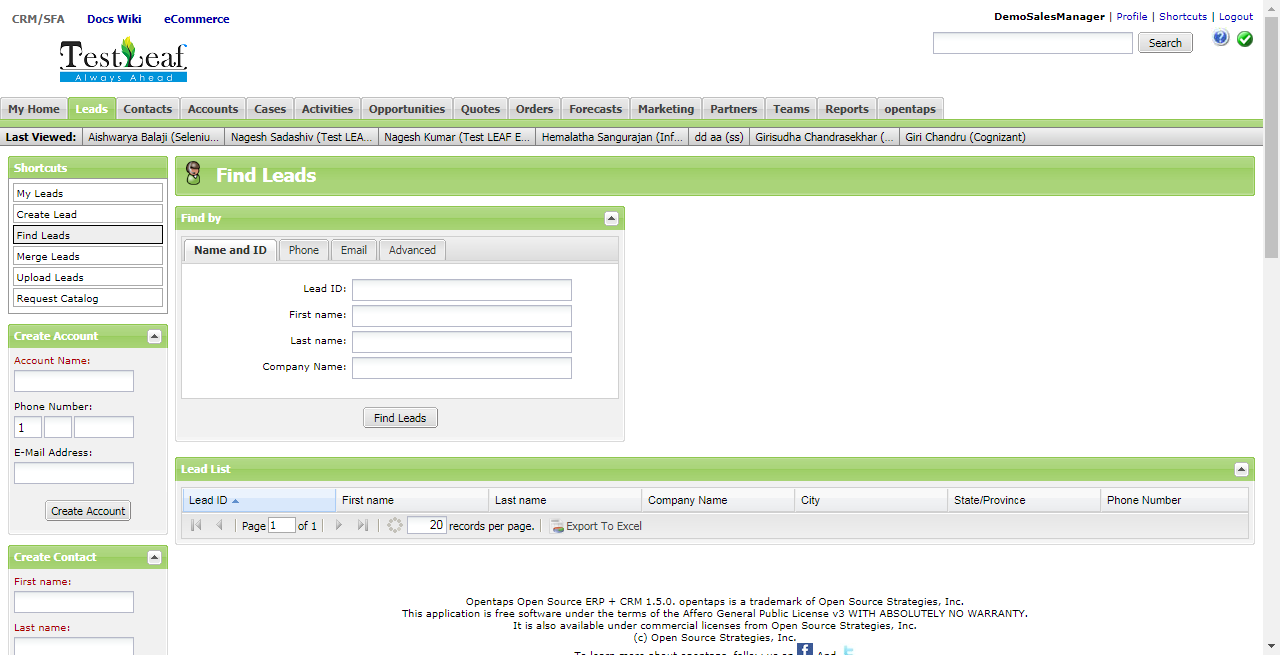 CRM/SFA Docs Wiki eCommerce
DemoSalesManager | Profile | Shortcuts | Logout
Search
TestLeaf
Always Ahead
My Home Leads Contacts Accounts Cases Activities Opportunities Quotes Orders Forecasts Marketing Partners Teams Reports opentaps
Last Viewed: Aishwarya Balaji (Seleniu... Nagesh Sadashiv (Test LEA... Nagesh Kumar (Test LEAF E... Hemalatha Sangurajan (Inf... dd aa (ss) Girisudha Chandrasekhar (... Giri Chandru (Cognizant)
Shortcuts
My Leads
Create Lead
Find Leads
Merge Leads
Upload Leads
Request Catalog
Create Account
Account Name:
Phone Number:
1
E-Mail Address:
Create Account
Create Contact
First name:
Last name:
Find Leads
Find by
Name and ID Phone Email Advanced
Lead ID:
First name:
Last name:
Company Name:
Find Leads
Lead List
Lead ID First name Last name Company Name City State/Province Phone Number
Page 1 of 1 20 records per page. Export To Excel
Opentaps Open Source ERP + CRM 1.5.0. opentaps is a trademark of Open Source Strategies, Inc.
This application is free software under the terms of the Affero General Public License v3 WITH ABSOLUTELY NO WARRANTY.
It is also available under commercial licenses from Open Source Strategies, Inc.
(c) Open Source Strategies, Inc.
To learn more about opentaps, follow us on f And t